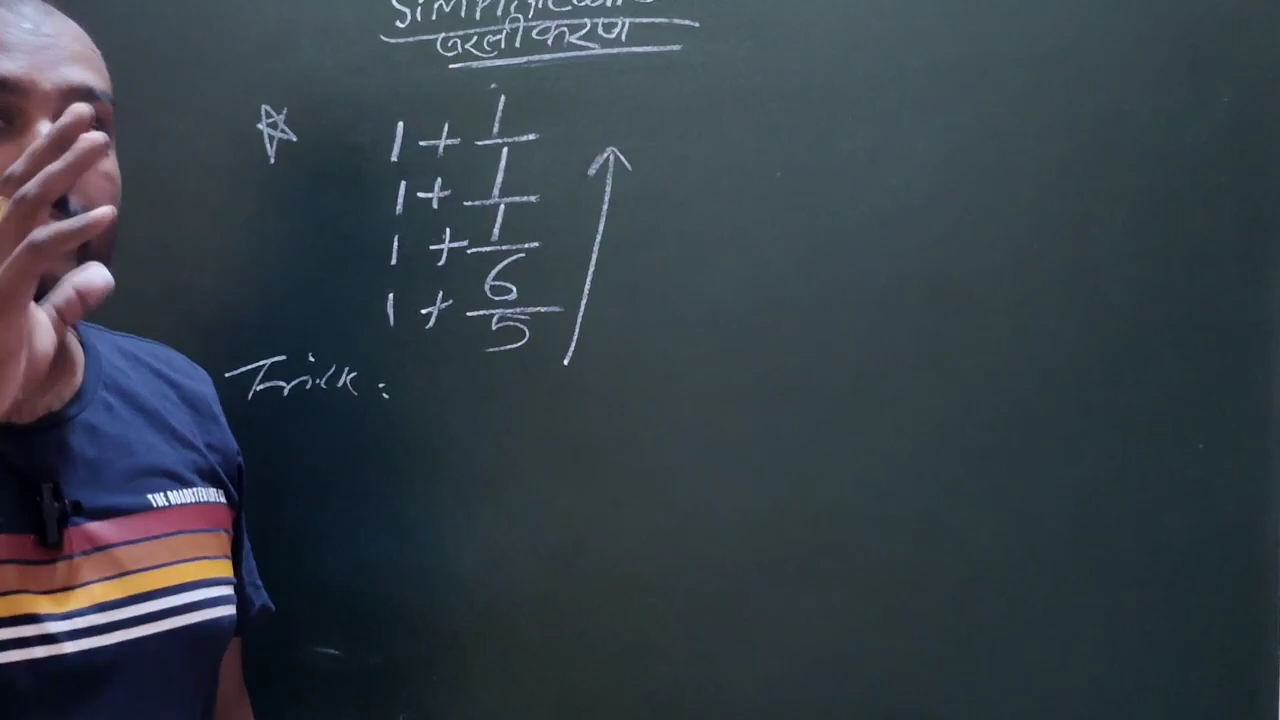 सरलीकरण
1 + 1
1 + 1
1 + 1
6
1 + 5
Trick :
THE ROADSTER